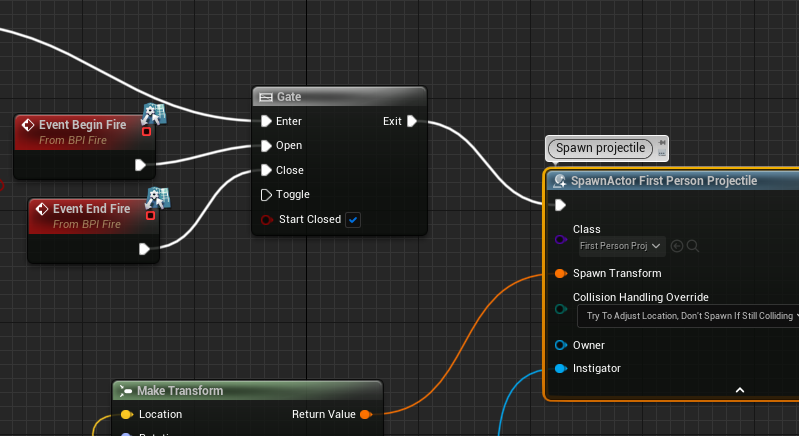 Gate
Event Begin Fire
From BPI Fire
Enter
Exit
Open
Close
Toggle
Start Closed
Event End Fire
From BPI Fire
Spawn projectile
SpawnActor First Person Projectile
Class
First Person Proj
Spawn Transform
Collision Handling Override
Try To Adjust Location, Don't Spawn If Still Colliding
Owner
Instigator
Make Transform
Location
Return Value